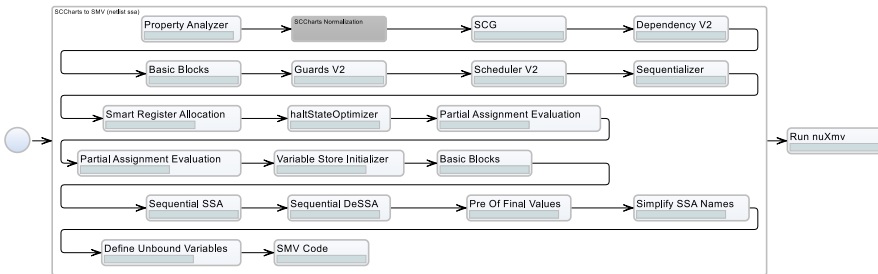 SCCharts to SMV (netlist ssa)
Property Analyzer
SCCharts Normalization
SCG
Dependency V2
Basic Blocks
Guards V2
Scheduler V2
Sequentializer
Smart Register Allocation
haltStateOptimizer
Partial Assignment Evaluation
Run nuXmv
Partial Assignment Evaluation
Variable Store Initializer
Basic Blocks
Sequential SSA
Sequential DeSSA
Pre Of Final Values
Simplify SSA Names
Define Unbound Variables
SMV Code